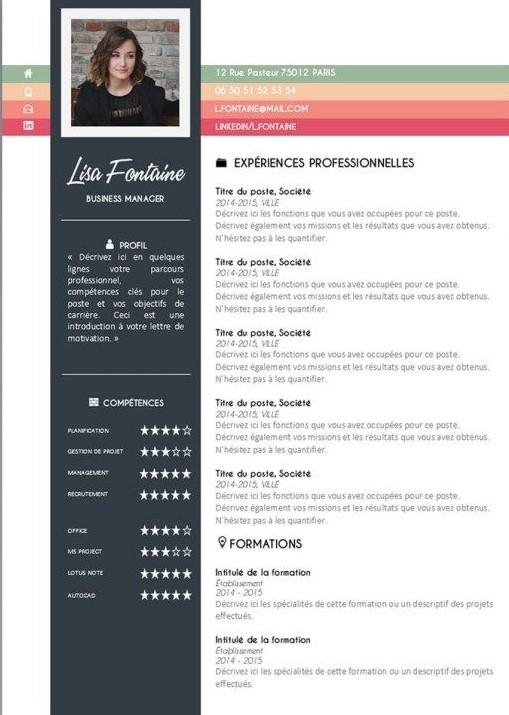 12 Rue Pasteur 75012 PARIS
06 50 51 52 53 54
L.FONTAINE@MAIL.COM
LINKEDIN/L.FONTAINE
Lisa Fontaine
BUSINESS MANAGER
PROFIL
« Décrivez ici en quelques
lignes votre parcours
professionnel, vos
compétences clés pour le
poste et vos objectifs de
carrière. Ceci est une
introduction à votre lettre de
motivation. »
COMPÉTENCES
PLANIFICATION
GESTION DE PROJET
MANAGEMENT
RECRUTEMENT
OFFICE
MS PROJECT
LOTUS NOTE
AUTOCAD
EXPÉRIENCES PROFESSIONNELLES
Titre du poste, Société
2014-2015, VILLE
Décrivez ici les fonctions que vous avez occupées pour ce poste.
Décrivez également vos missions et les résultats que vous avez obtenus.
N'hésitez pas à les quantifier.
Titre du poste, Société
2014-2015, VILLE
Décrivez ici les fonctions que vous avez occupées pour ce poste.
Décrivez également vos missions et les résultats que vous avez obtenus.
N'hésitez pas à les quantifier.
Titre du poste, Société
2014-2015, VILLE
Décrivez ici les fonctions que vous avez occupées pour ce poste.
Décrivez également vos missions et les résultats que vous avez obtenus.
N'hésitez pas à les quantifier.
Titre du poste, Société
2014-2015, VILLE
Décrivez ici les fonctions que vous avez occupées pour ce poste.
Décrivez également vos missions et les résultats que vous avez obtenus.
N'hésitez pas à les quantifier.
Titre du poste, Société
2014-2015, VILLE
Décrivez ici les fonctions que vous avez occupées pour ce poste.
Décrivez également vos missions et les résultats que vous avez obtenus.
N'hésitez pas à les quantifier.
FORMATIONS
Intitulé de la formation
Établissement
2014 - 2015
Décrivez ici les spécialités de cette formation ou un descriptif des projets
effectués.
Intitulé de la formation
Établissement
2014 - 2015
Décrivez ici les spécialités de cette formation ou un descriptif des projets
effectués.